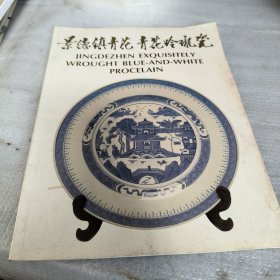 景德镇青花 青花玲珑瓷
JINGDEZHEN EXQUISITELY
WROUGHT BLUE-AND-WHITE
PROCELAIN